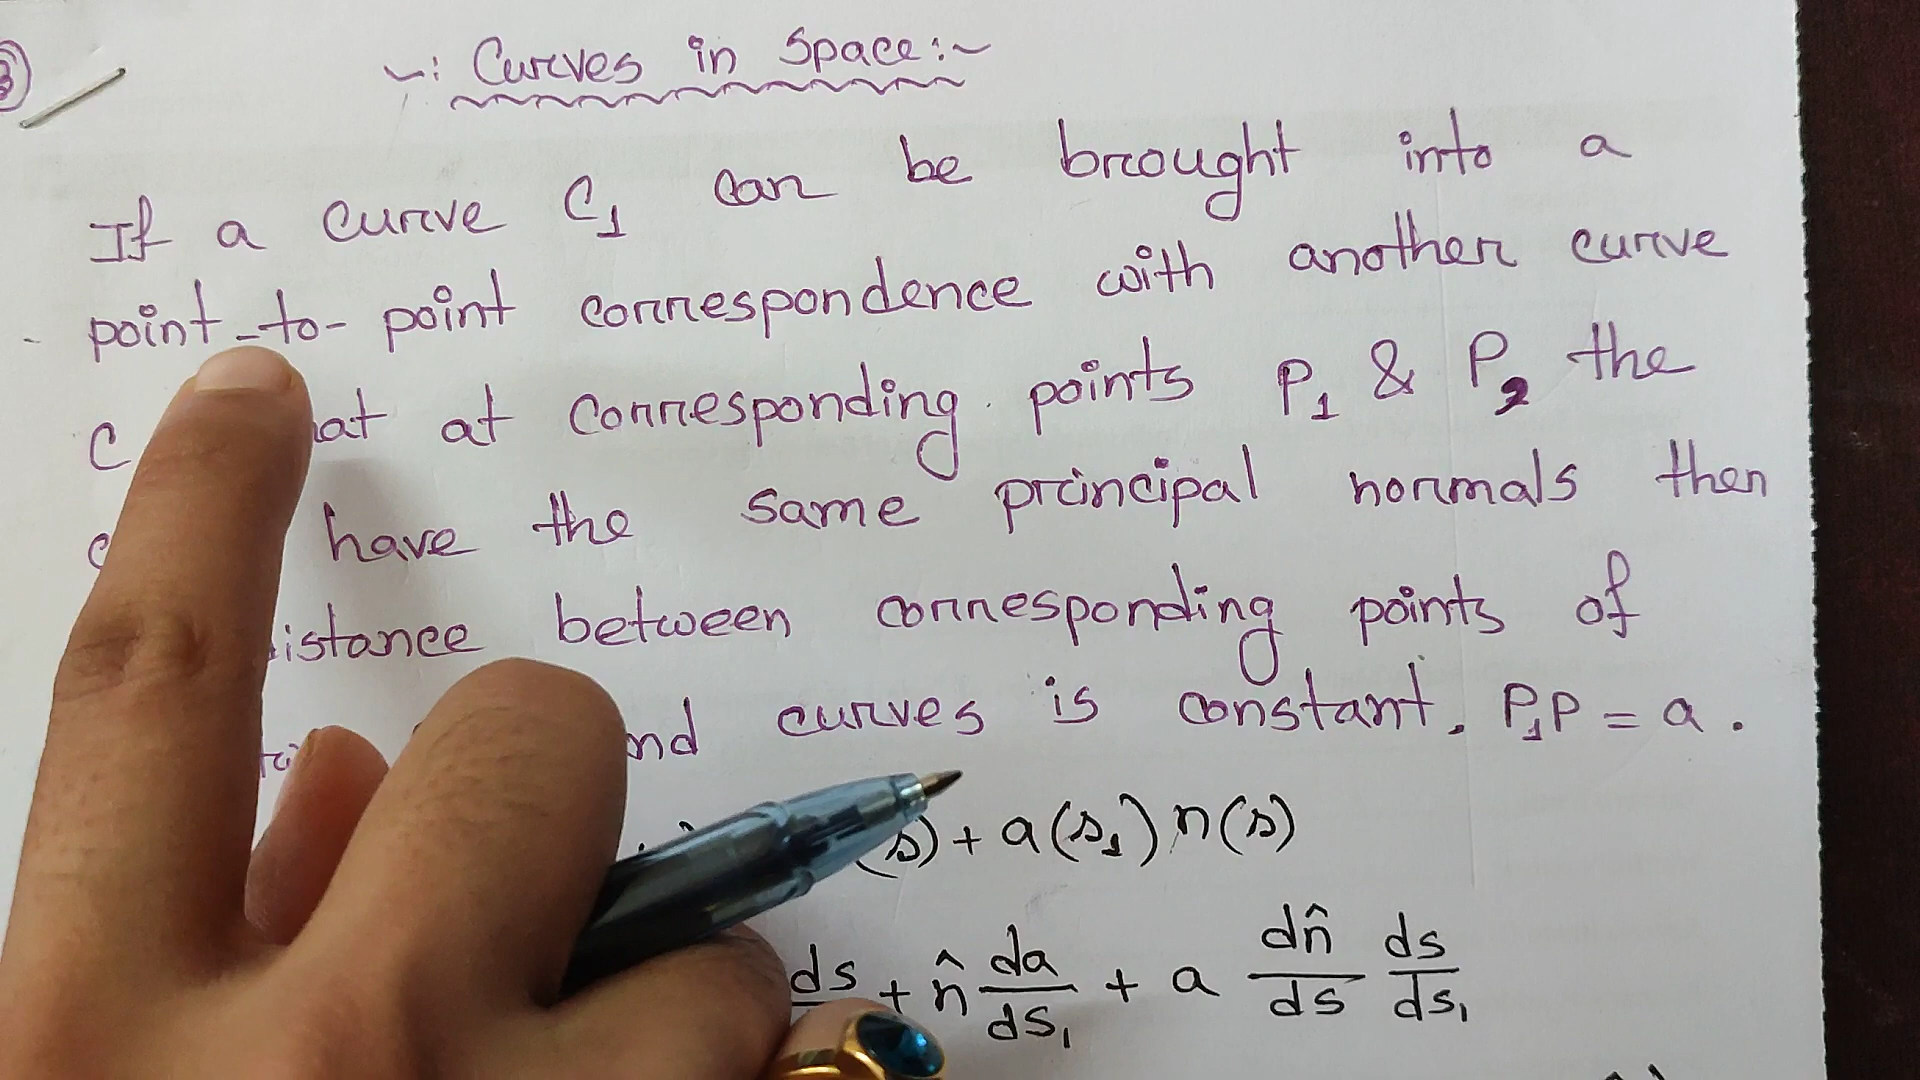 3
~: Curves in Space:~
If a curve C₁ can be brought into a
point-to-point correspondence with another curve
C at at corresponding points P₁ & P₂ the
have the same principal normals then
istance between corresponding points of
nd curves is constant. P₁P = a.
(s) + a(s₁) n(s)
ds + n̂ da/ds₁ + a dn̂/ds ds/ds₁